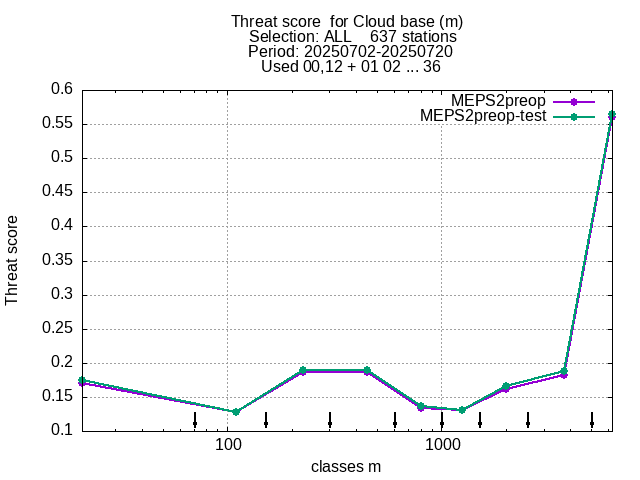 Threat score  for Cloud base (m)
Selection: ALL    637 stations
Period: 20250702-20250720
Used 00,12 + 01 02 ... 36
MEPS2preop
MEPS2preop-test
0.6
0.55
0.5
0.45
0.4
0.35
0.3
0.25
0.2
0.15
0.1
Threat score
100
1000
classes m